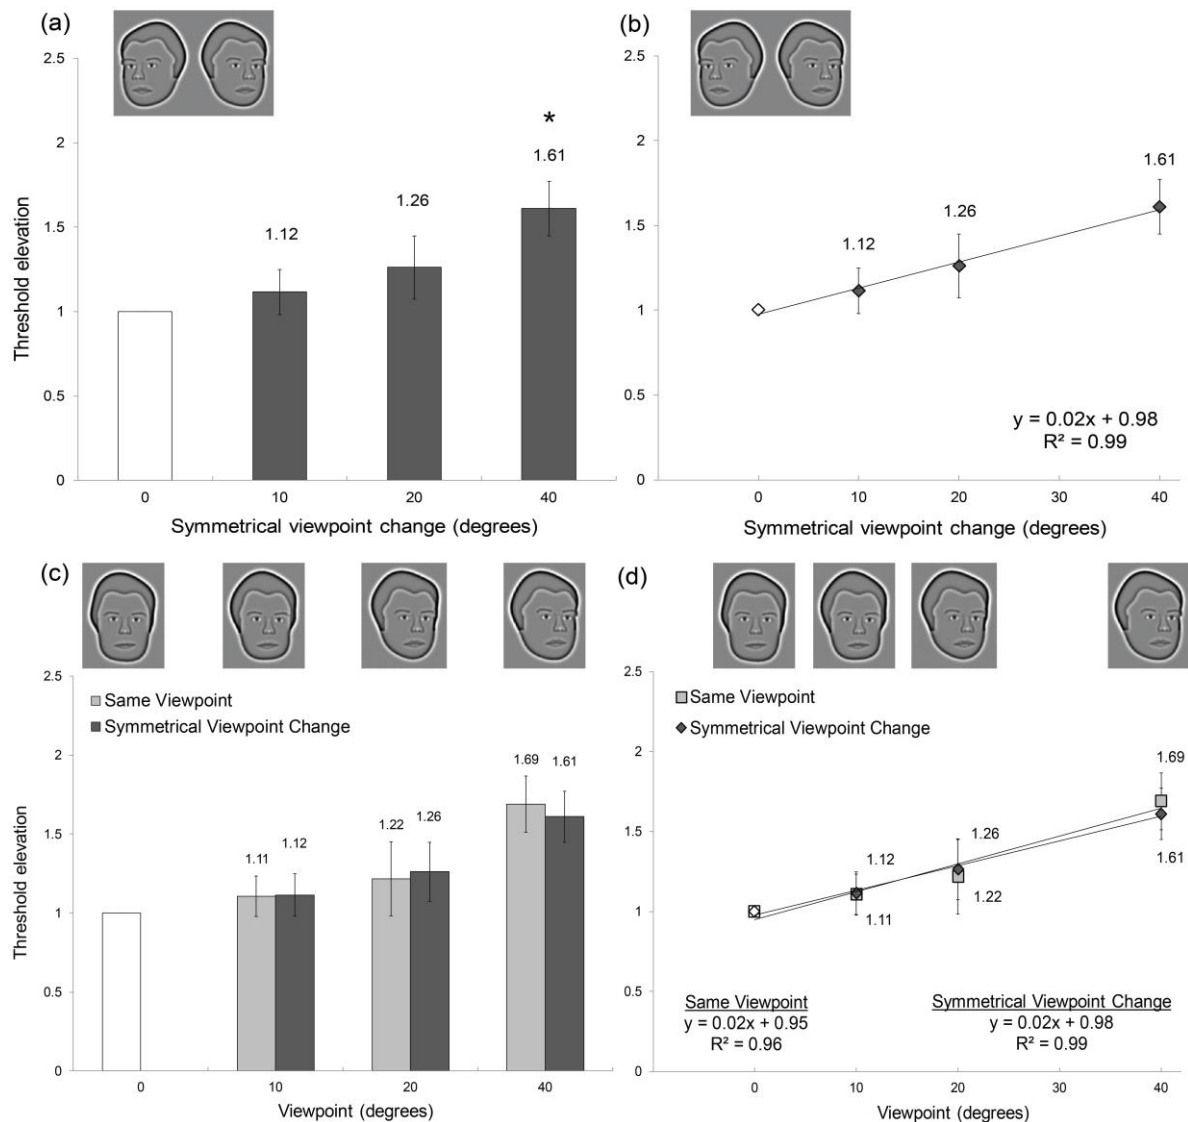 (a)
2.5
2
1.5
1
0.5
0
Threshold elevation
1.12
1.26
*
1.61
0 10 20 40
Symmetrical viewpoint change (degrees)
(b)
2.5
2
1.5
1
0.5
0
1.12
1.26
1.61
y = 0.02x + 0.98
R² = 0.99
0 10 20 30 40
Symmetrical viewpoint change (degrees)
(c)
2.5
2
1.5
1
0.5
0
Threshold elevation
Same Viewpoint
Symmetrical Viewpoint Change
1.11 1.12
1.22 1.26
1.69 1.61
0 10 20 40
Viewpoint (degrees)
(d)
2.5
2
1.5
1
0.5
0
Same Viewpoint
Symmetrical Viewpoint Change
1.12
1.11
1.26
1.22
1.69
1.61
Same Viewpoint
y = 0.02x + 0.95
R² = 0.96
Symmetrical Viewpoint Change
y = 0.02x + 0.98
R² = 0.99
0 10 20 30 40
Viewpoint (degrees)